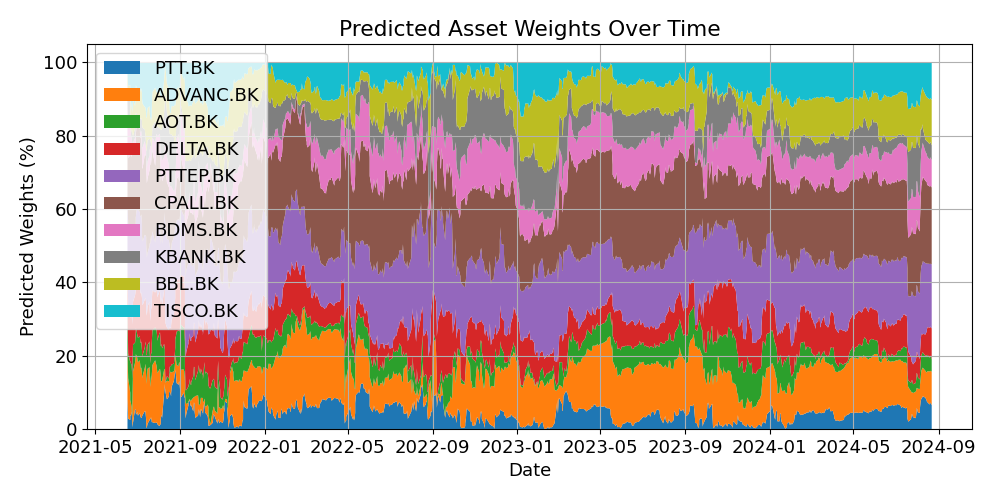 Predicted Asset Weights Over Time
Predicted Weights (%)
100
80
60
40
20
0
PTT.BK
ADVANC.BK
AOT.BK
DELTA.BK
PTTEP.BK
CPALL.BK
BDMS.BK
KBANK.BK
BBL.BK
TISCO.BK
2021-05 2021-09 2022-01 2022-05 2022-09 2023-01 2023-05 2023-09 2024-01 2024-05 2024-09
Date